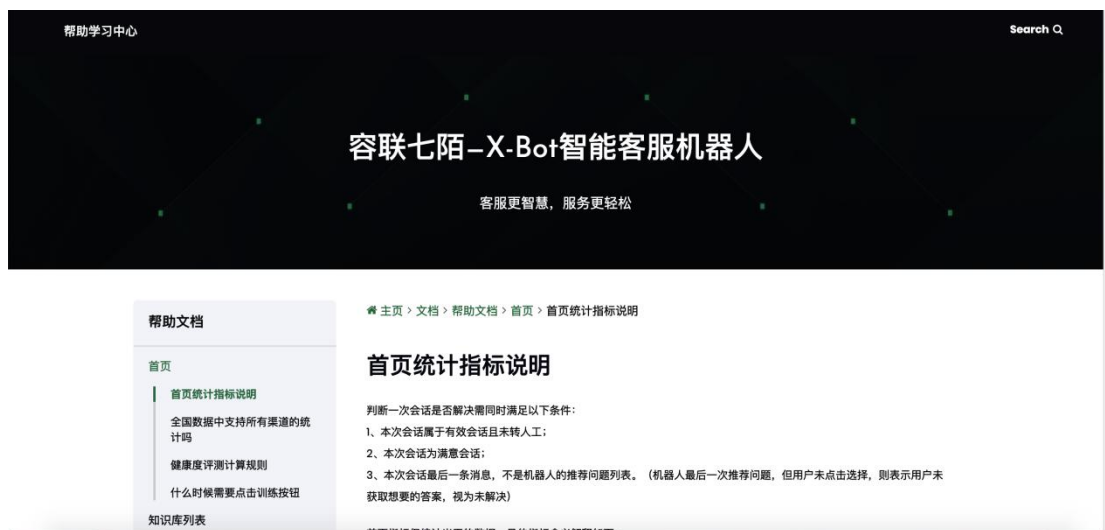 帮助学习中心
Search
容联七陌–X-Bot智能客服机器人
客服更智慧，服务更轻松
帮助文档
首页
首页统计指标说明
全国数据中支持所有渠道的统
计吗
健康度评测计算规则
什么时候需要点击训练按钮
知识库列表
主页 > 文档 > 帮助文档 > 首页 > 首页统计指标说明
首页统计指标说明
判断一次会话是否解决需同时满足以下条件：
1、本次会话属于有效会话且未转人工；
2、本次会话为满意会话；
3、本次会话最后一条消息，不是机器人的推荐问题列表。（机器人最后一次推荐问题，但用户未点击选择，则表示用户未
获取想要的答案，视为未解决）